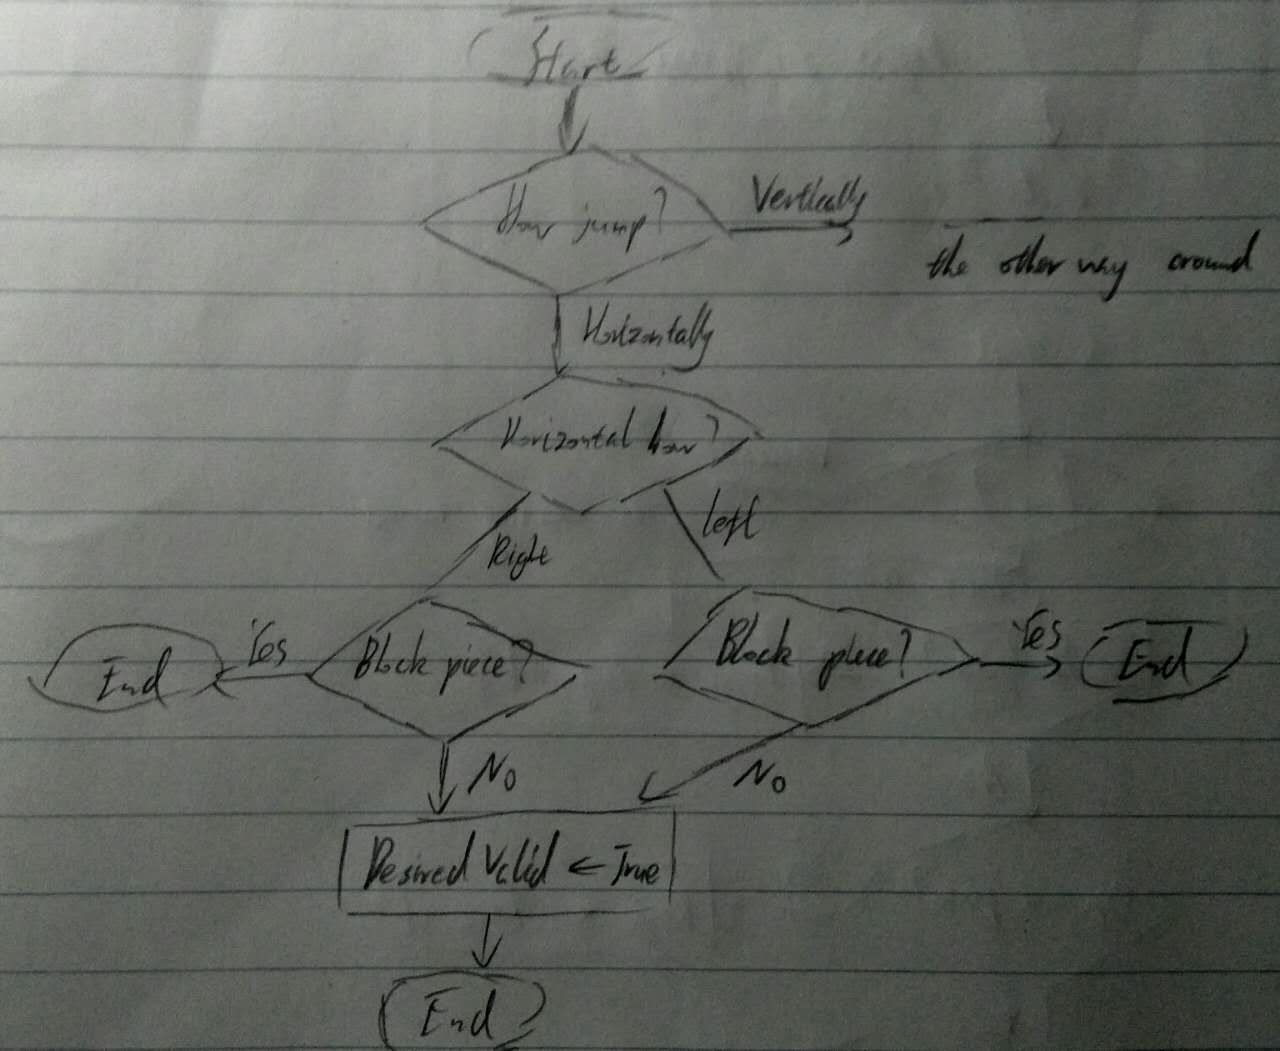 Start
How jump?
Vertically
the other way around
Horizontally
Horizontal how?
Right
left
End
Yes
Block piece?
Block piece?
Yes
End
No
No
Desired Valid ← True
End